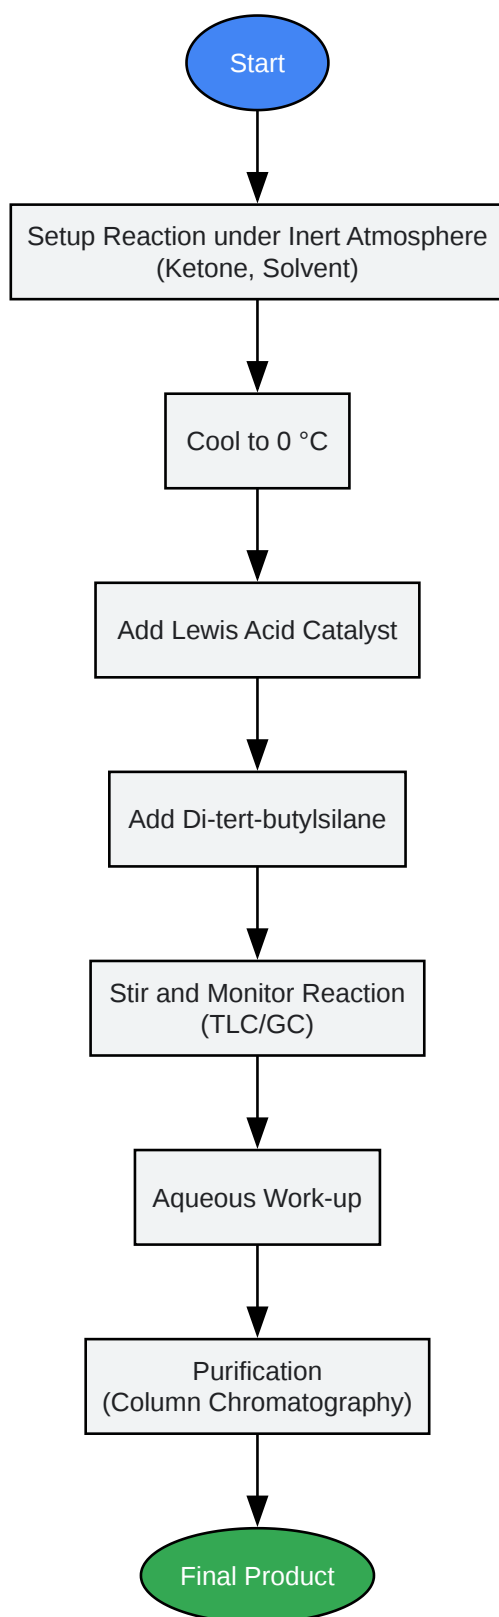 Start
Setup Reaction under Inert Atmosphere
(Ketone, Solvent)
Cool to 0 °C
Add Lewis Acid Catalyst
Add Di-tert-butylsilane
Stir and Monitor Reaction
(TLC/GC)
Aqueous Work-up
Purification
(Column Chromatography)
Final Product